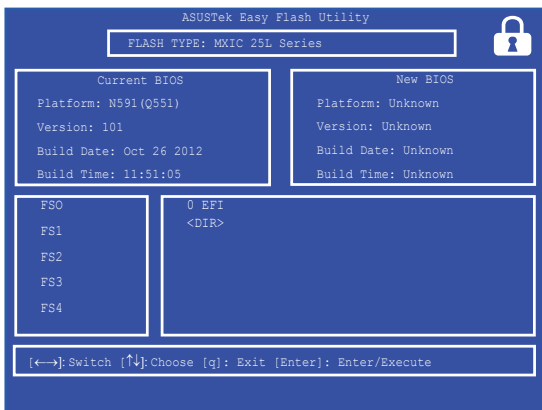 ASUSTek Easy Flash Utility
FLASH TYPE: MXIC 25L Series
Current BIOS
Platform: N591(Q551)
Version: 101
Build Date: Oct 26 2012
Build Time: 11:51:05
New BIOS
Platform: Unknown
Version: Unknown
Build Date: Unknown
Build Time: Unknown
FSO
FS1
FS2
FS3
FS4
0 EFI
<DIR>
[←→]: Switch [↑↓]: Choose [q]: Exit [Enter]: Enter/Execute